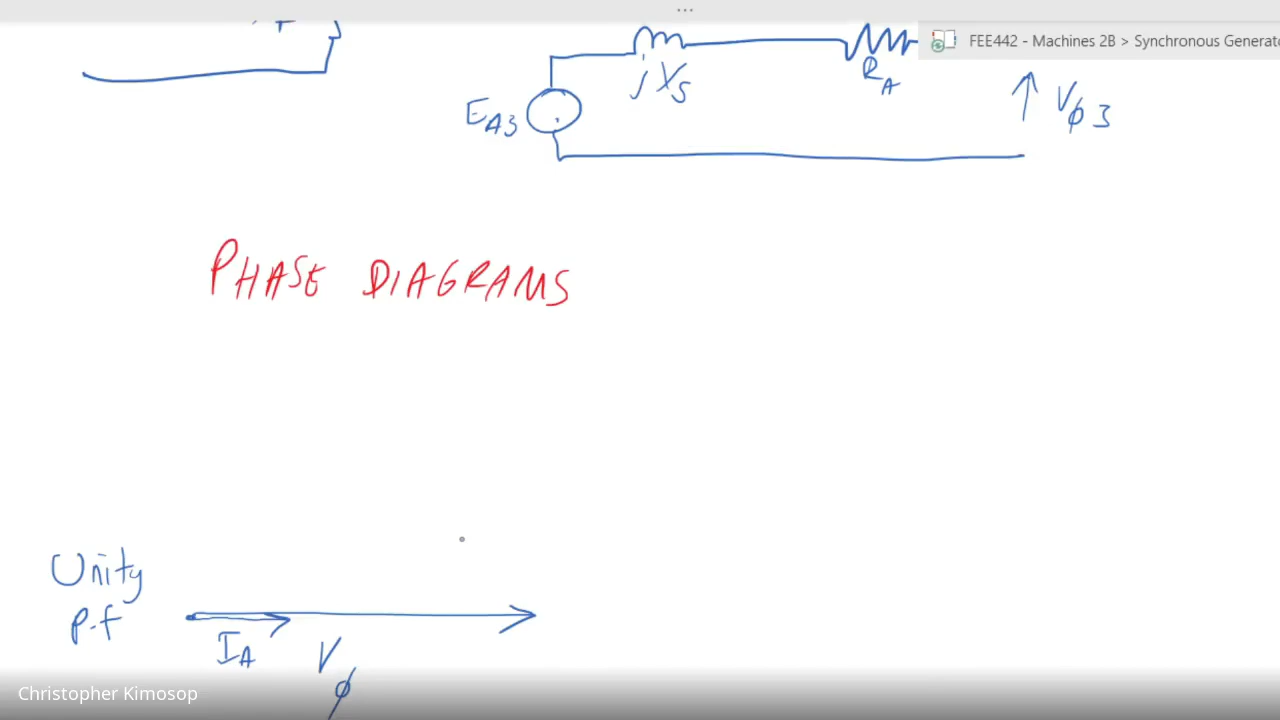 FEE442 - Machines 2B > Synchronous Generato
jXS
RA
EA3
Vφ3
PHASE DIAGRAMS
Unity
p.f
IA
Vφ
Christopher Kimosop